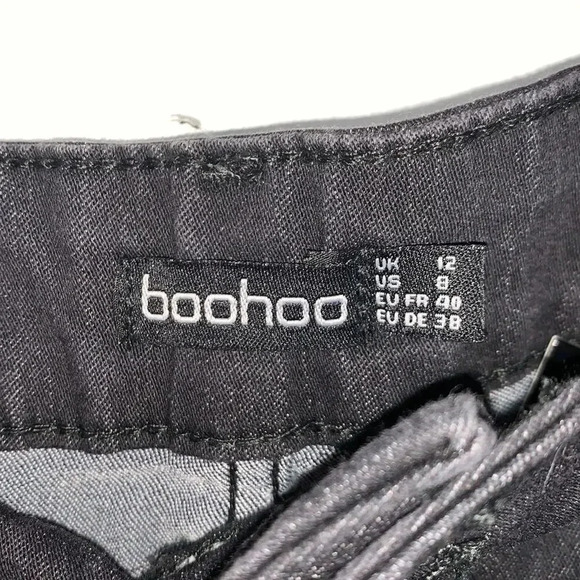 boohoo
UK 12
US 8
EU FR 40
EU DE 38